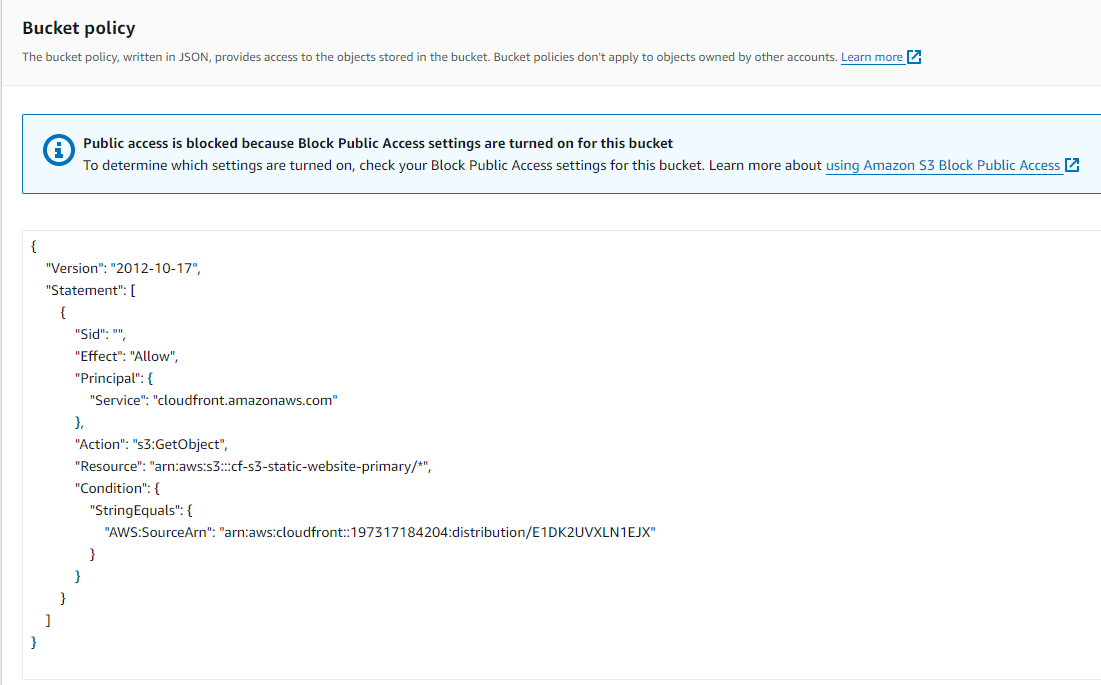 Bucket policy
The bucket policy, written in JSON, provides access to the objects stored in the bucket. Bucket policies don't apply to objects owned by other accounts. Learn more
Public access is blocked because Block Public Access settings are turned on for this bucket
To determine which settings are turned on, check your Block Public Access settings for this bucket. Learn more about using Amazon S3 Block Public Access
{
"Version": "2012-10-17",
"Statement": [
{
"Sid": "",
"Effect": "Allow",
"Principal": {
"Service": "cloudfront.amazonaws.com"
},
"Action": "s3:GetObject",
"Resource": "arn:aws:s3:::cf-s3-static-website-primary/*",
"Condition": {
"StringEquals": {
"AWS:SourceArn": "arn:aws:cloudfront::197317184204:distribution/E1DK2UVXLN1EJX"
}
}
}
]
}